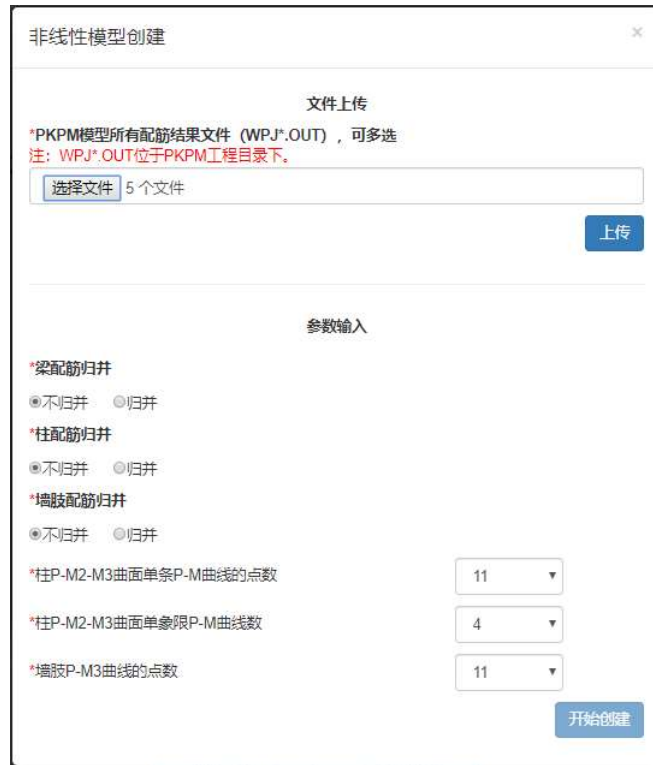 非线性模型创建
×
文件上传
*PKPM模型所有配筋结果文件（WPJ*.OUT），可多选
注：WPJ*.OUT位于PKPM工程目录下。
选择文件 5 个文件
上传
参数输入
*梁配筋归并
不归并 归并
*柱配筋归并
不归并 归并
*墙肢配筋归并
不归并 归并
*柱P-M2-M3曲面单条P-M曲线的点数 11
*柱P-M2-M3曲面单象限P-M曲线数 4
*墙肢P-M3曲线的点数 11
开始创建